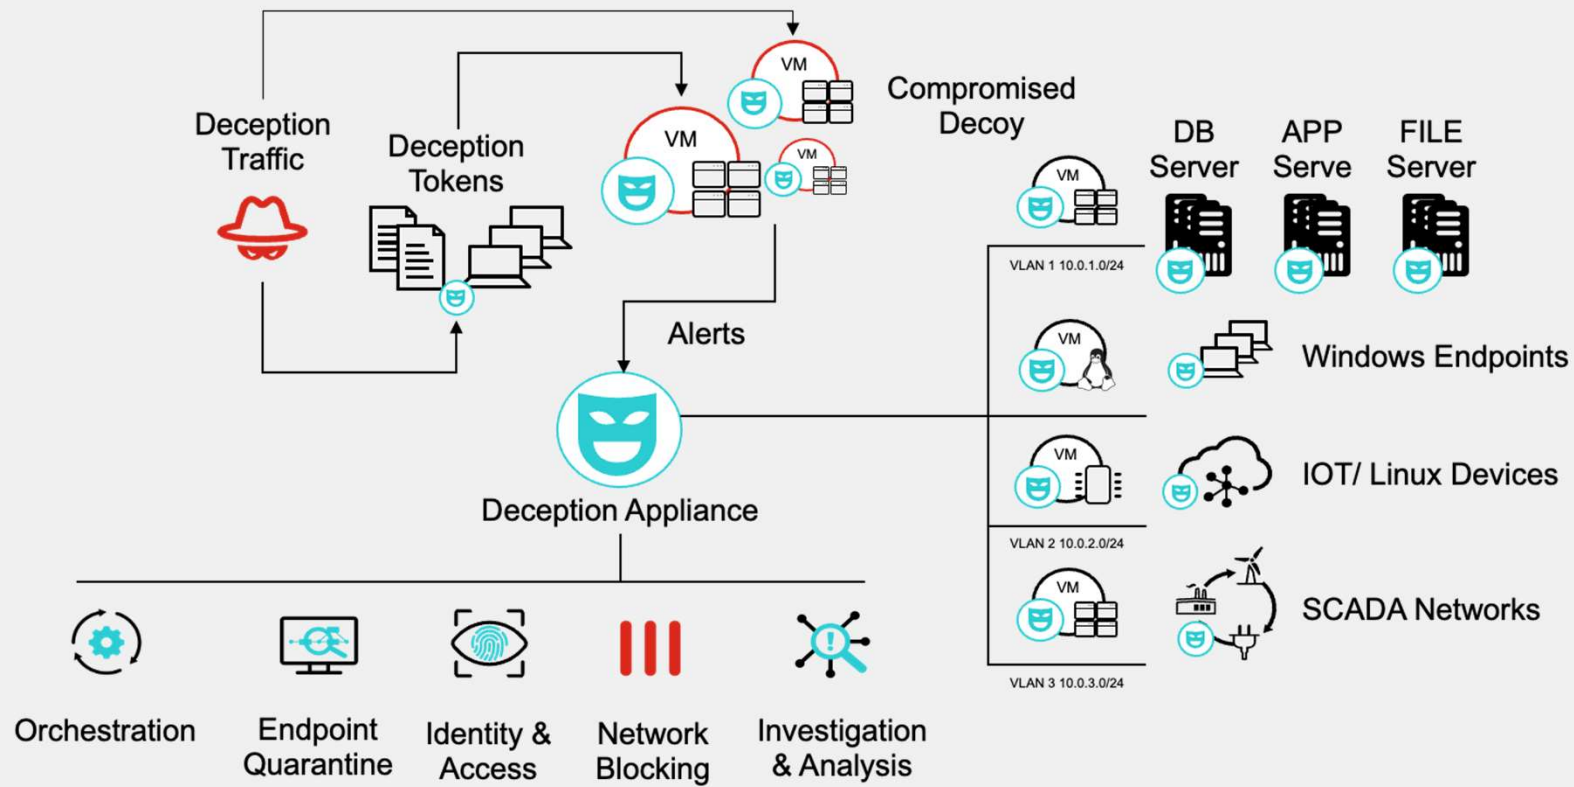 VM
VM
VM
Compromised
Decoy
Deception
Traffic
Deception
Tokens
DB
Server
APP
Serve
FILE
Server
VM
VLAN 1 10.0.1.0/24
Alerts
VM
Windows Endpoints
VM
IOT/ Linux Devices
Deception Appliance
VLAN 2 10.0.2.0/24
VM
SCADA Networks
VLAN 3 10.0.3.0/24
Orchestration
Endpoint
Quarantine
Identity &
Access
Network
Blocking
Investigation
& Analysis